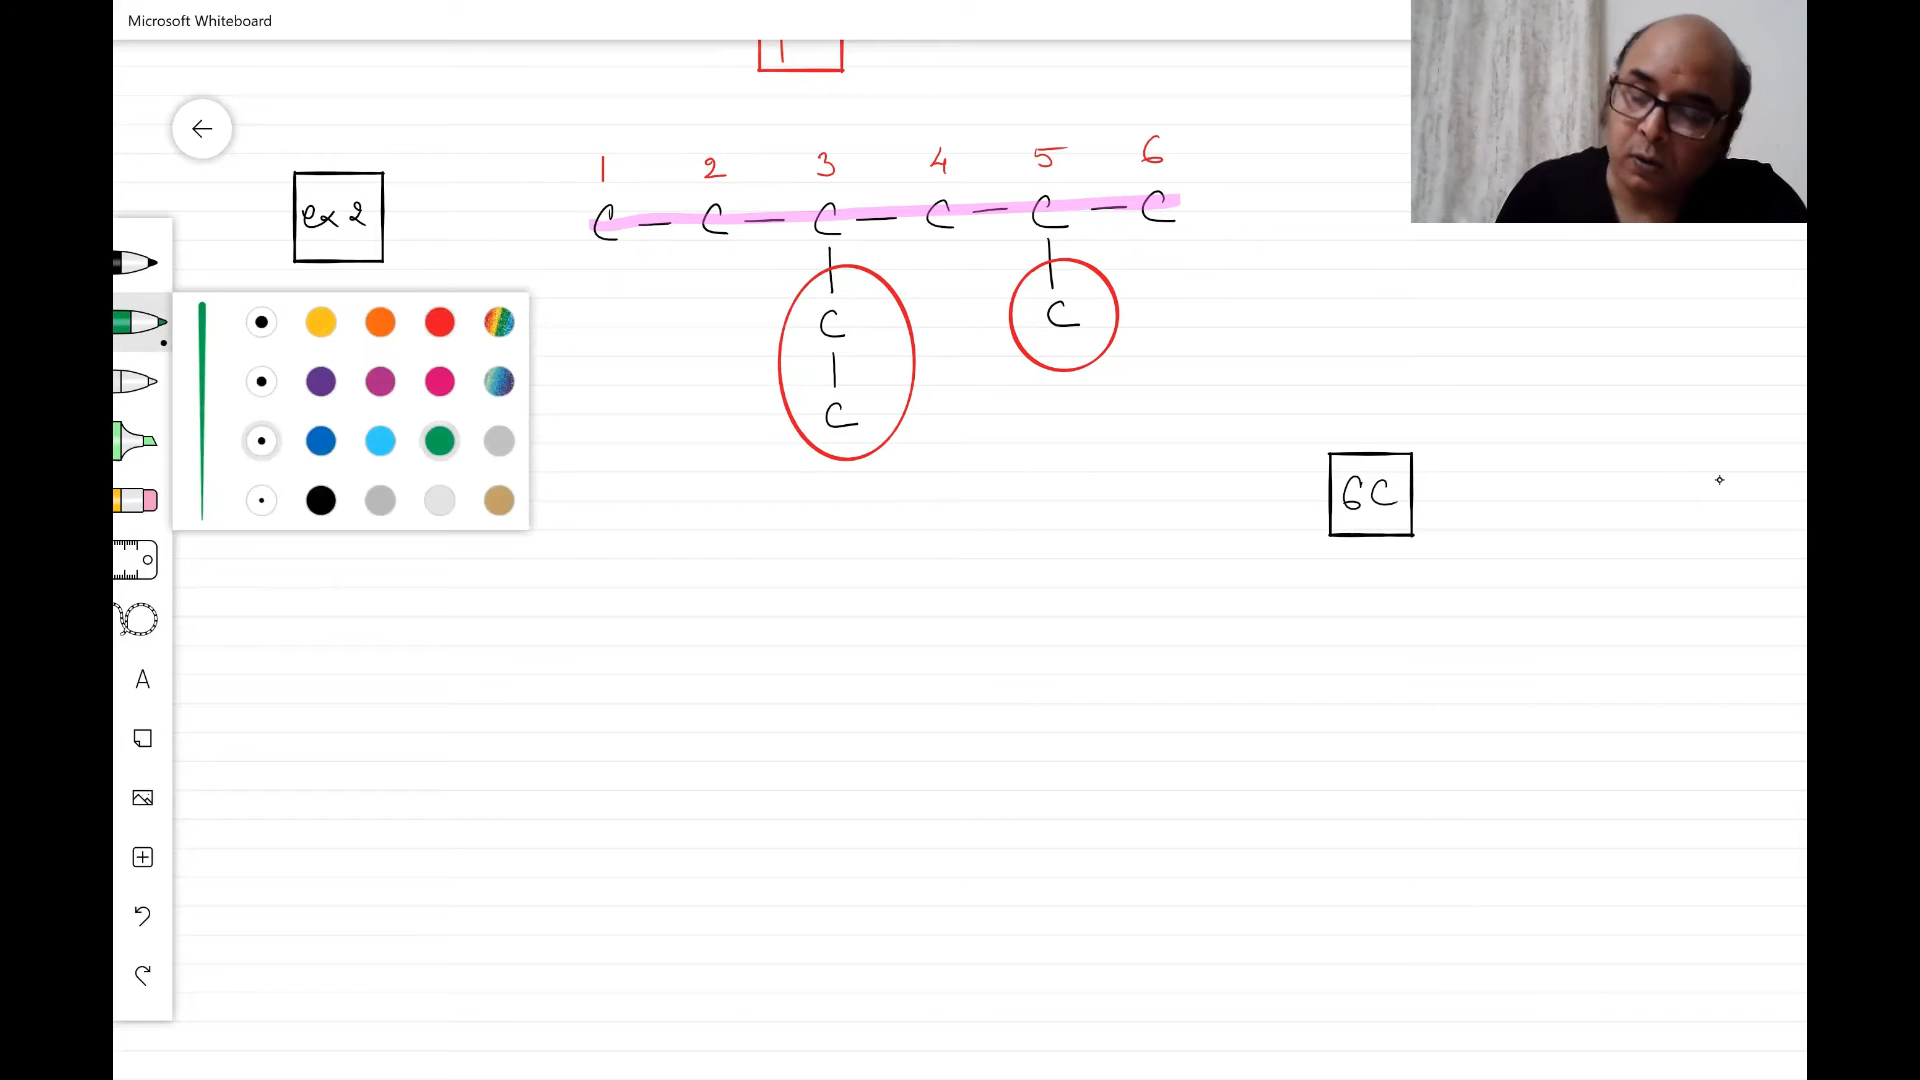 Microsoft Whiteboard
1 2 3 4 5 6
ex 2
C - C - C - C - C - C
C C
C
6C
A